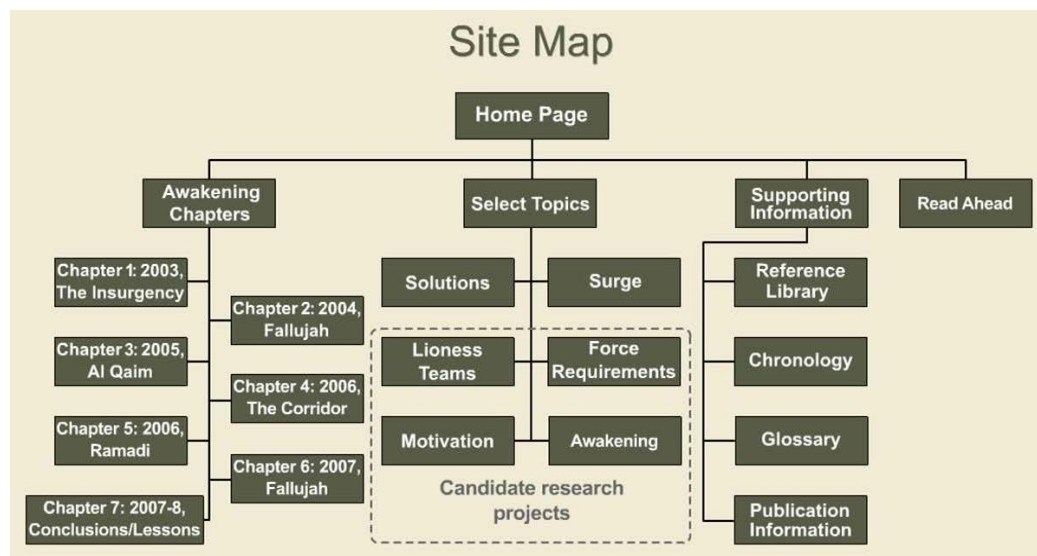 Site Map
Home Page
Awakening
Chapters
Select Topics
Supporting
Information
Read Ahead
Chapter 1: 2003,
The Insurgency
Chapter 2: 2004,
Fallujah
Chapter 3: 2005,
Al Qaim
Chapter 4: 2006,
The Corridor
Chapter 5: 2006,
Ramadi
Chapter 6: 2007,
Fallujah
Chapter 7: 2007-8,
Conclusions/Lessons
Solutions
Surge
Lioness
Teams
Force
Requirements
Motivation
Awakening
Candidate research
projects
Reference
Library
Chronology
Glossary
Publication
Information